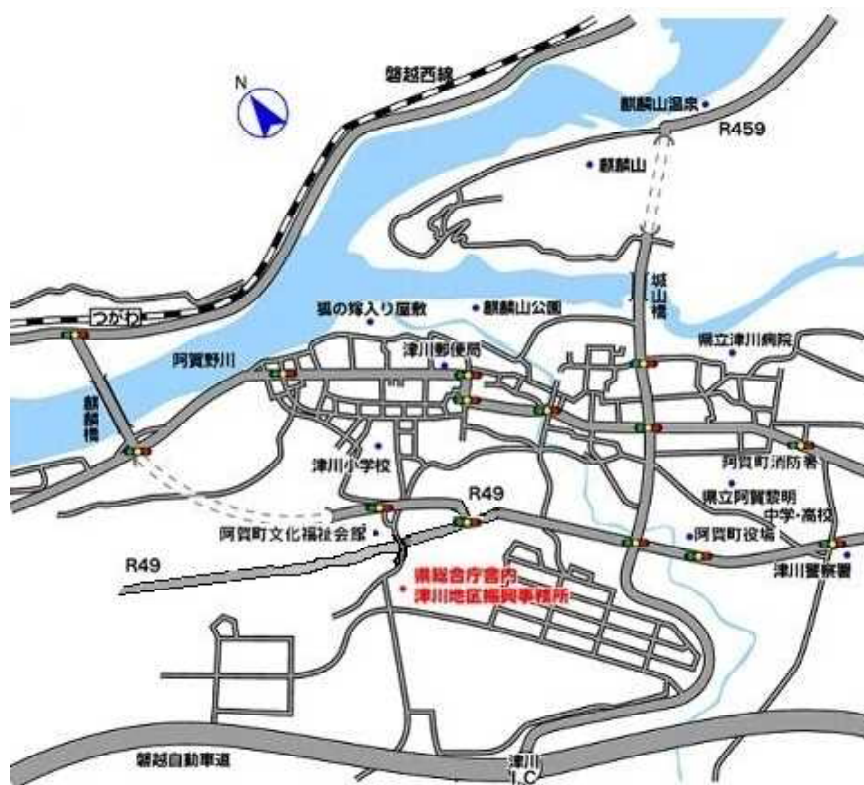 磐越西線
N
麒麟山温泉
R459
麒麟山
城山橋
つがわ
狐の嫁入り屋敷
麒麟山公園
県立津川病院
阿賀野川
津川郵便局
麒麟橋
津川小学校
阿賀町消防署
R49
県立阿賀黎明
中学・高校
阿賀町文化福祉会館
阿賀町役場
津川警察署
R49
県総合庁舎内
津川地区振興事務所
磐越自動車道
津川
I.C